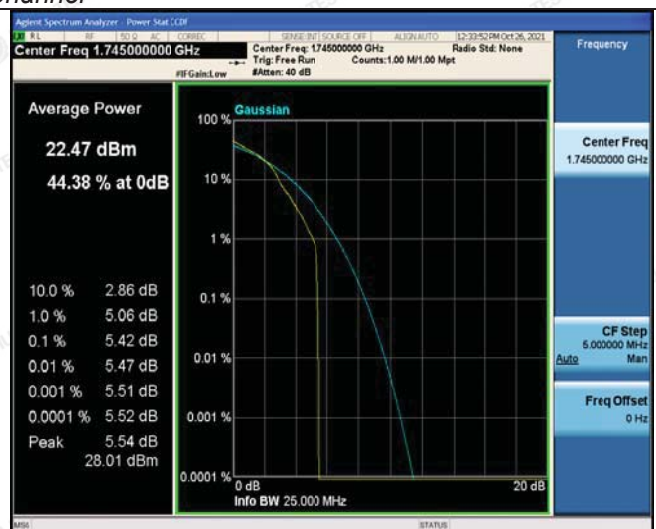 channel
Agilent Spectrum Analyzer - Power Stat CCDF
RL RF 50 Ω AC CORREC SENSE:INT SOURCE OFF ALIGN AUTO 12:33:52 PM Oct 26, 2021
Center Freq 1.745000000 GHz
Center Freq: 1.745000000 GHz Radio Std: None
Trig: Free Run Counts:1.00 M/1.00 Mpt
#IFGain:Low #Atten: 40 dB
Frequency
Average Power
22.47 dBm
44.38 % at 0dB
10.0 % 2.86 dB
1.0 % 5.06 dB
0.1 % 5.42 dB
0.01 % 5.47 dB
0.001 % 5.51 dB
0.0001 % 5.52 dB
Peak 5.54 dB
28.01 dBm
Gaussian
100 %
10 %
1 %
0.1 %
0.01 %
0.001 %
0.0001 %
0 dB 20 dB
Info BW 25.000 MHz
Center Freq
1.745000000 GHz
CF Step
5.000000 MHz
Auto Man
Freq Offset
0 Hz
MSG STATUS